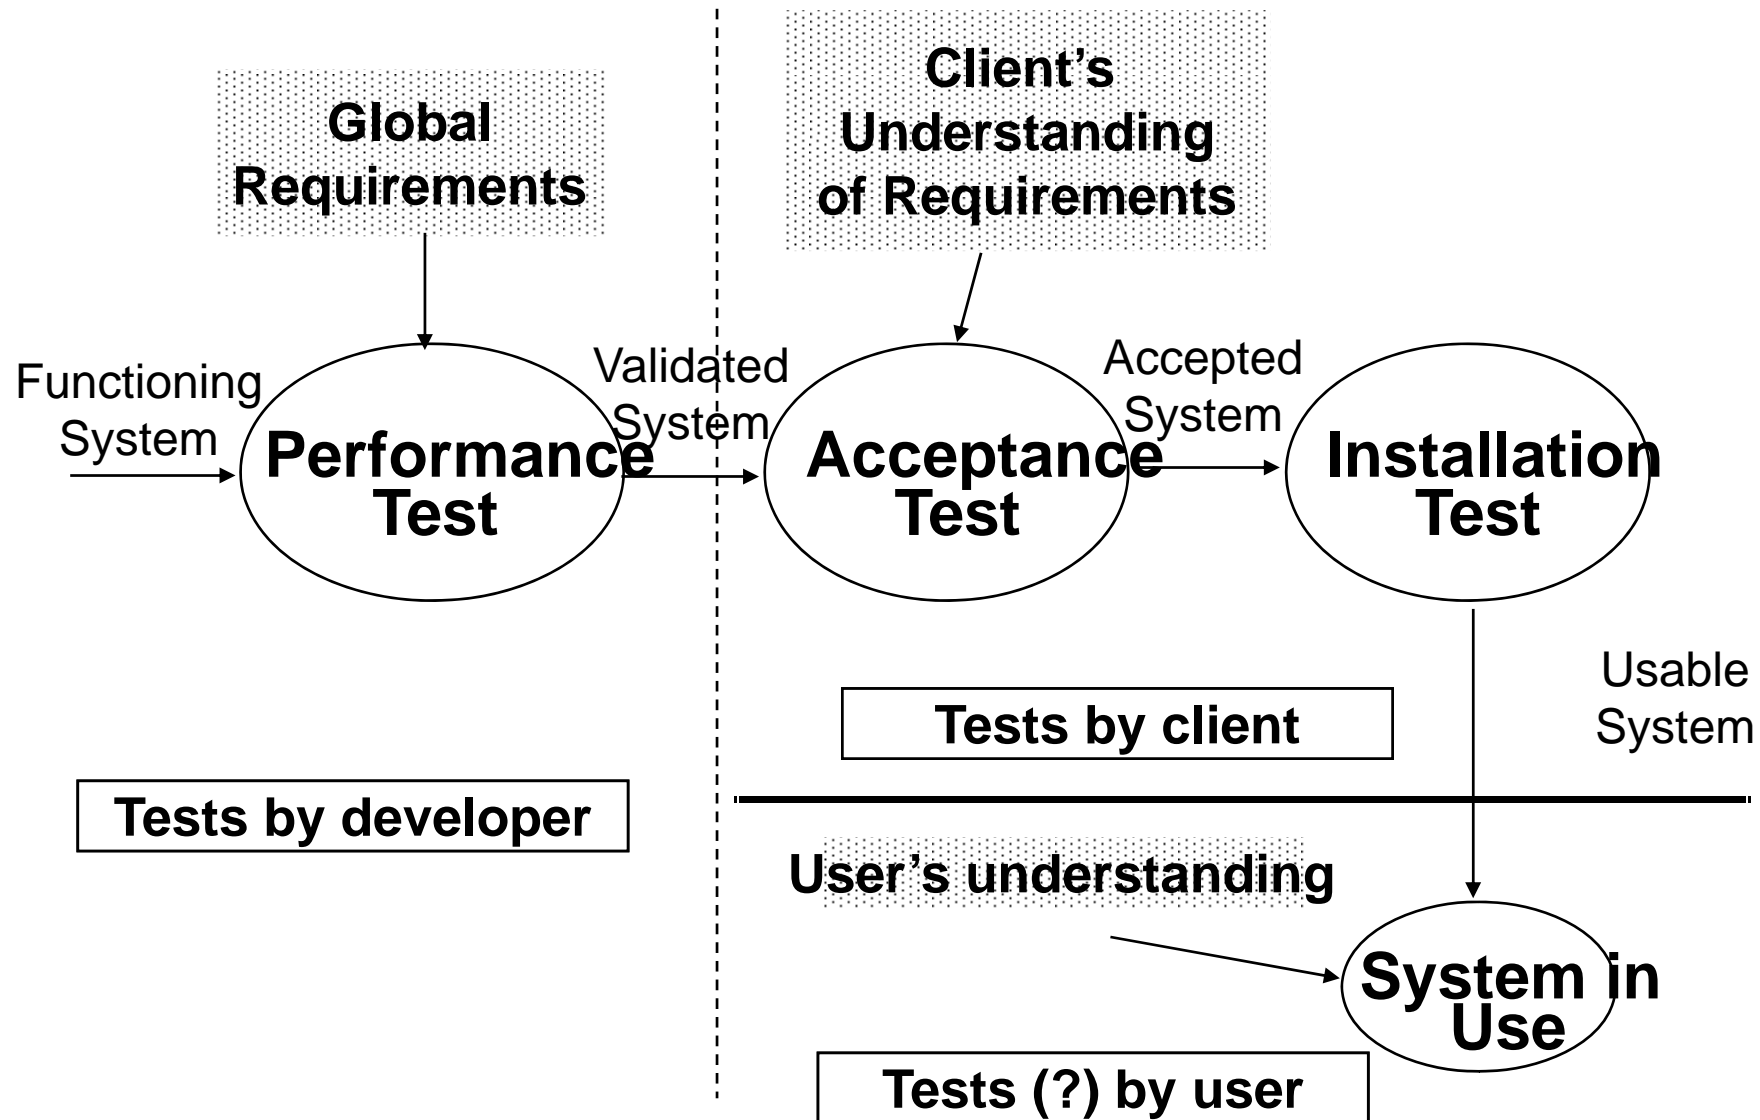 Global
Requirements
Client’s
Understanding
of Requirements
Functioning
System
Validated
System
Accepted
System
Performance
Test
Acceptance
Test
Installation
Test
Usable
System
Tests by client
Tests by developer
User’s understanding
System in
Use
Tests (?) by user